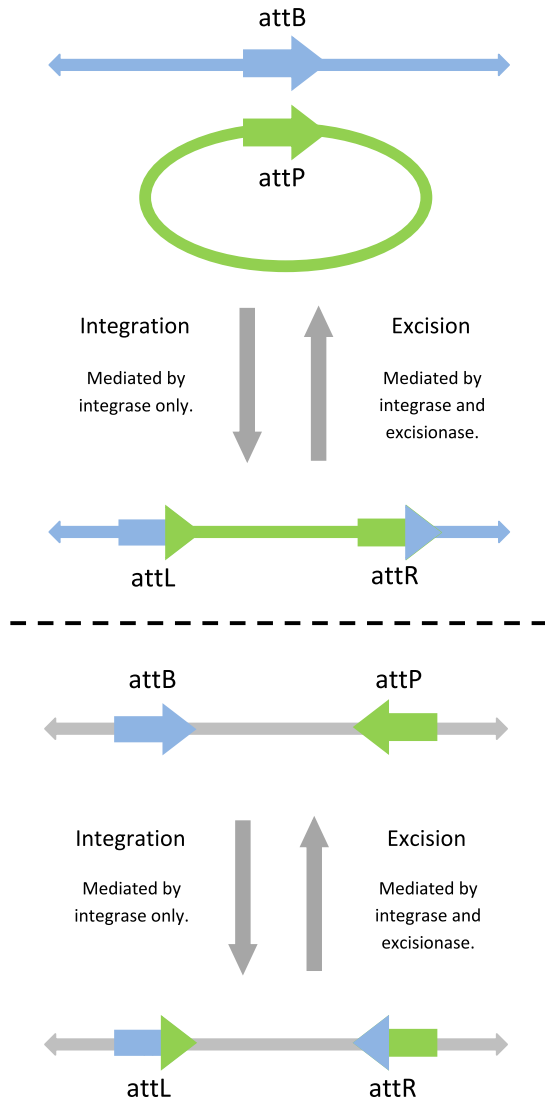 attB
attP
Integration
Mediated by
integrase only.
Excision
Mediated by
integrase and
excisionase.
attL
attR
attB
attP
Integration
Mediated by
integrase only.
Excision
Mediated by
integrase and
excisionase.
attL
attR